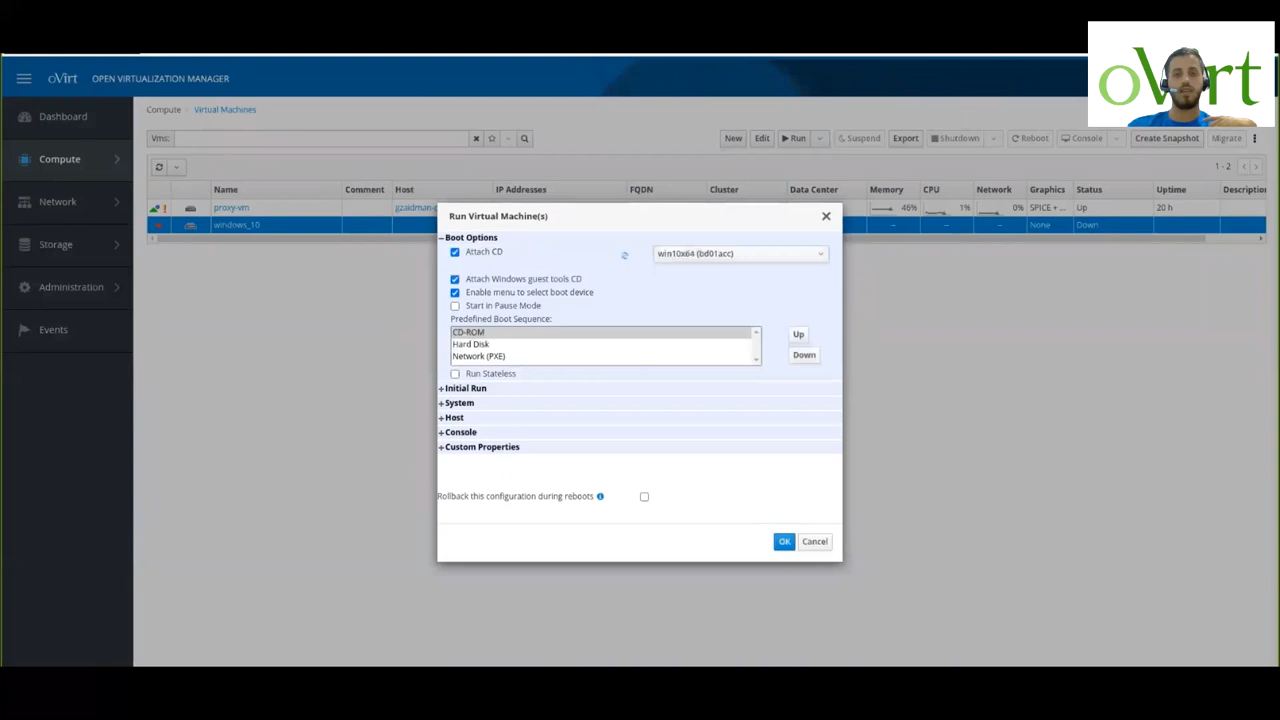 oVirt
oVirt OPEN VIRTUALIZATION MANAGER
Dashboard
Compute
Network
Storage
Administration
Events
Compute Virtual Machines
Vms:
New Edit Run Suspend Export Shutdown Reboot Console Create Snapshot Migrate
1 - 2
Name Comment Host IP Addresses FQDN Cluster Data Center Memory CPU Network Graphics Status Uptime Description
proxy-vm 46% 1% 0% SPICE + ... Up 20 h
windows_10 – – – None Down
Run Virtual Machine(s)
Boot Options
Attach CD win10x64 (bd01acc)
Attach Windows guest tools CD
Enable menu to select boot device
Start in Pause Mode
Predefined Boot Sequence:
CD-ROM
Hard Disk
Network (PXE)
Up
Down
Run Stateless
Initial Run
System
Host
Console
Custom Properties
Rollback this configuration during reboots
OK Cancel